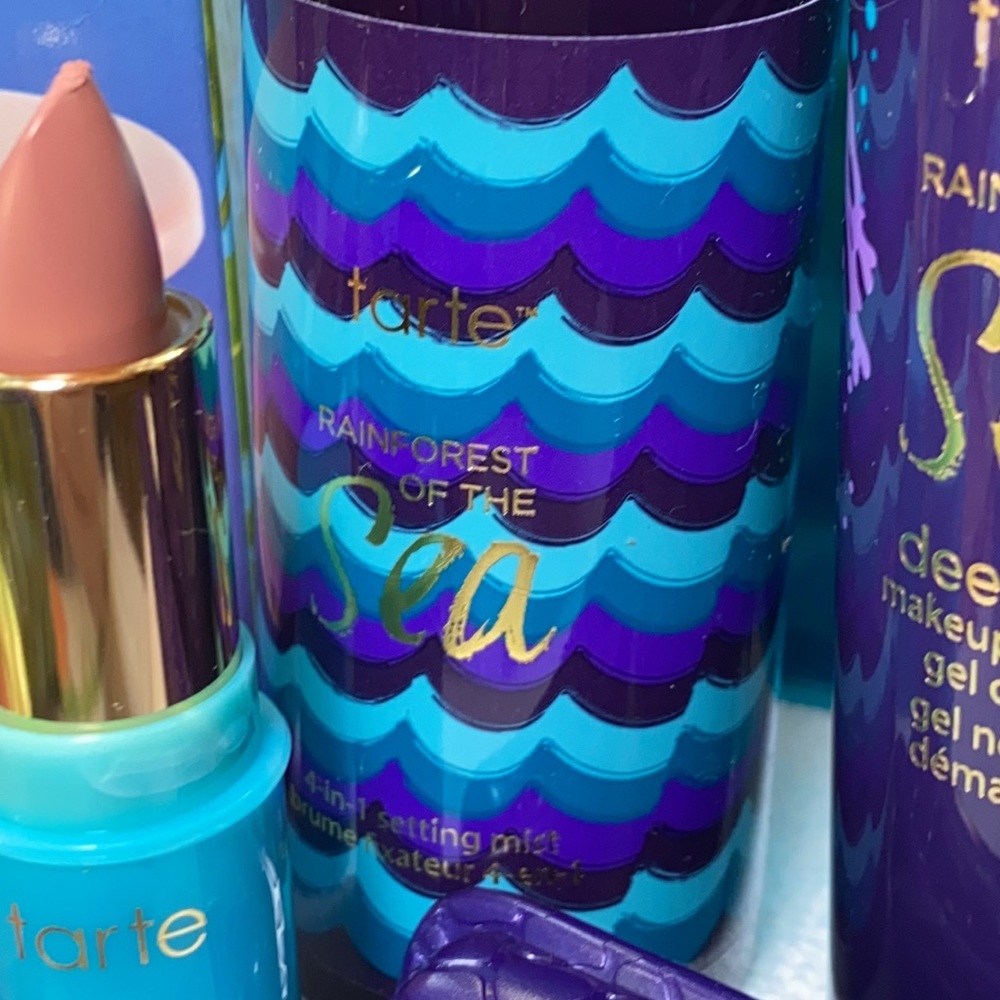 tarte™
RAINFOREST
OF THE
Sea
4-in-1 setting mist
brume fixateur 4-en-1
tarte
RAIN
S
dee
makeup
gel
gel n
déma